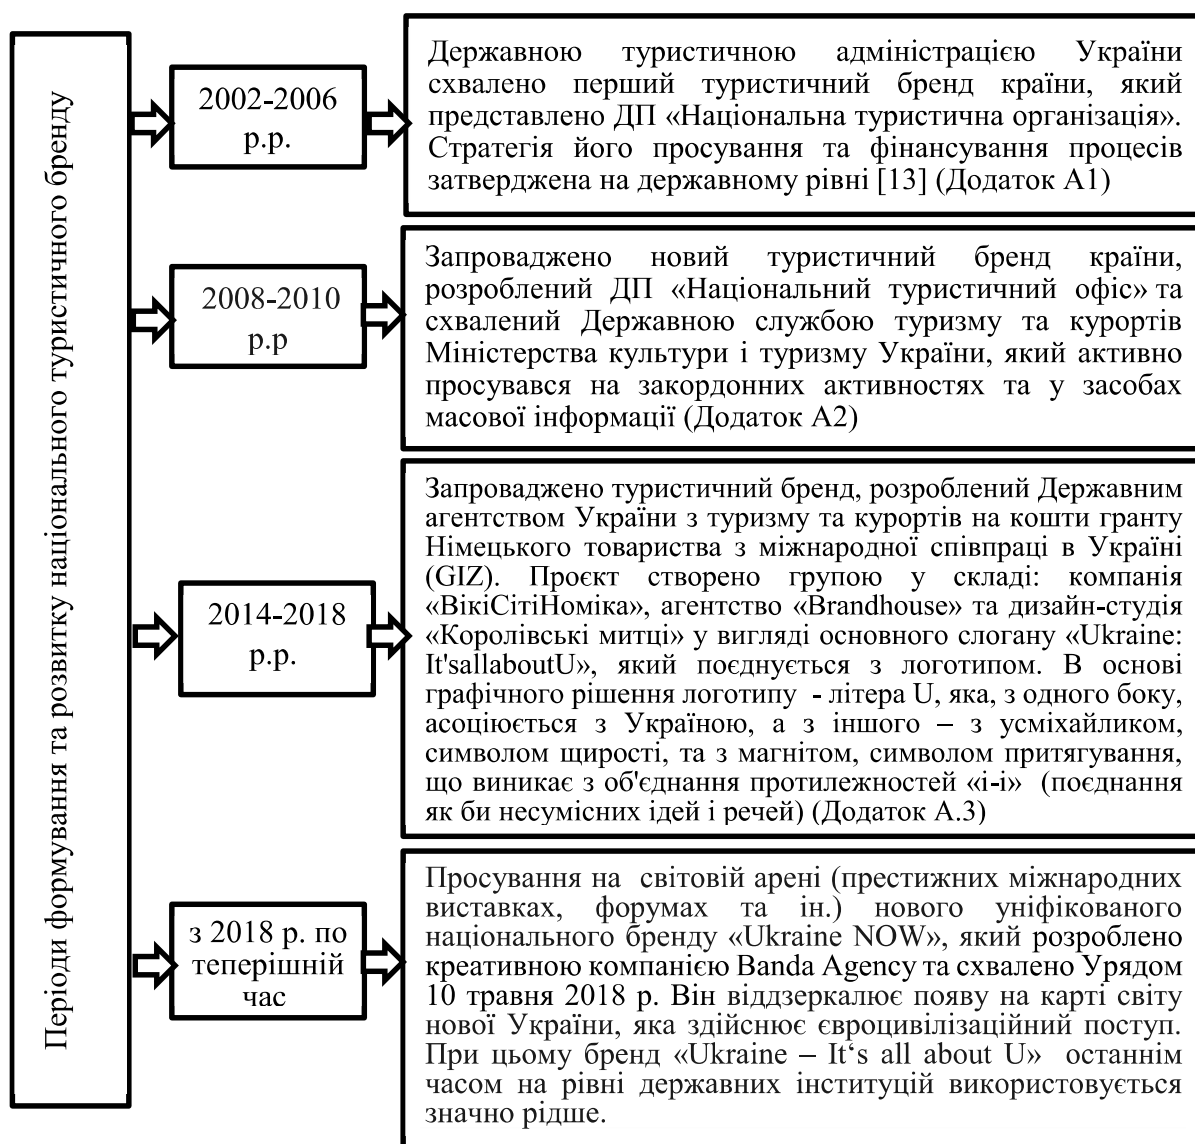 Періоди формування та розвитку національного туристичного бренду
2002-2006
р.р.
Державною туристичною адміністрацією України
схвалено перший туристичний бренд країни, який
представлено ДП «Національна туристична організація».
Стратегія його просування та фінансування процесів
затверджена на державному рівні [13] (Додаток А1)
2008-2010
р.р
Запроваджено новий туристичний бренд країни,
розроблений ДП «Національний туристичний офіс» та
схвалений Державною службою туризму та курортів
Міністерства культури і туризму України, який активно
просувався на закордонних активностях та у засобах
масової інформації (Додаток А2)
2014-2018
р.р.
Запроваджено туристичний бренд, розроблений Державним
агентством України з туризму та курортів на кошти гранту
Німецького товариства з міжнародної співпраці в Україні
(GIZ). Проєкт створено групою у складі: компанія
«ВікіСітіНоміка», агентство «Brandhouse» та дизайн-студія
«Королівські митці» у вигляді основного слогану «Ukraine:
It'sallaboutU», який поєднується з логотипом. В основі
графічного рішення логотипу - літера U, яка, з одного боку,
асоціюється з Україною, а з іншого – з усміхайликом,
символом щирості, та з магнітом, символом притягування,
що виникає з об'єднання протилежностей «і-і» (поєднання
як би несумісних ідей і речей) (Додаток А.3)
з 2018 р. по
теперішній
час
Просування на світовій арені (престижних міжнародних
виставках, форумах та ін.) нового уніфікованого
національного бренду «Ukraine NOW», який розроблено
креативною компанією Banda Agency та схвалено Урядом
10 травня 2018 р. Він віддзеркалює появу на карті світу
нової України, яка здійснює євроцивілізаційний поступ.
При цьому бренд «Ukraine – It‘s all about U» останнім
часом на рівні державних інституцій використовується
значно рідше.